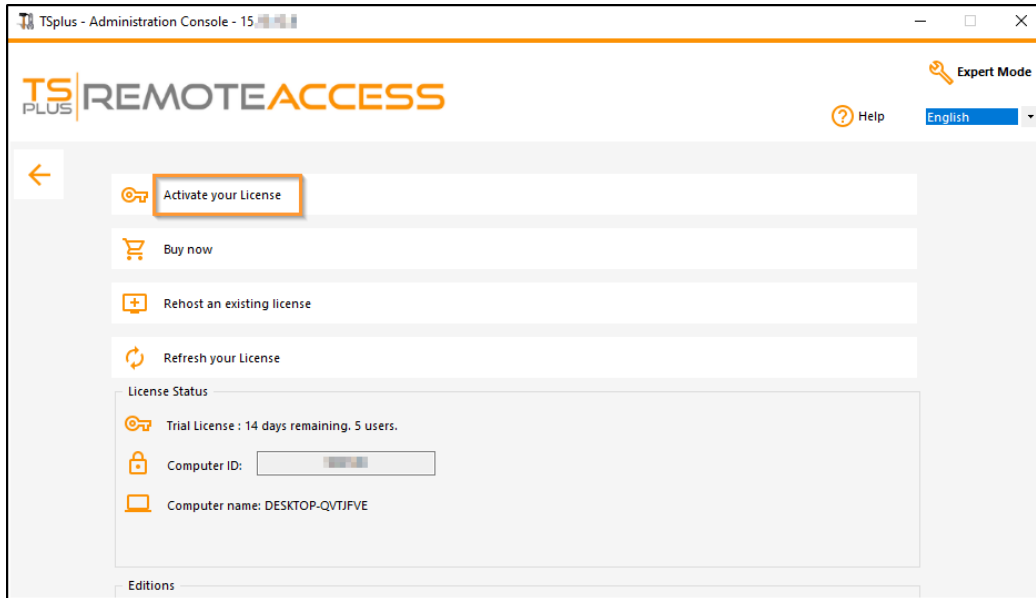 TSplus - Administration Console - 15.
Expert Mode
TS PLUS REMOTEACCESS
Help
English
Activate your License
Buy now
Rehost an existing license
Refresh your License
License Status
Trial License : 14 days remaining. 5 users.
Computer ID:
Computer name: DESKTOP-QVTJFVE
Editions